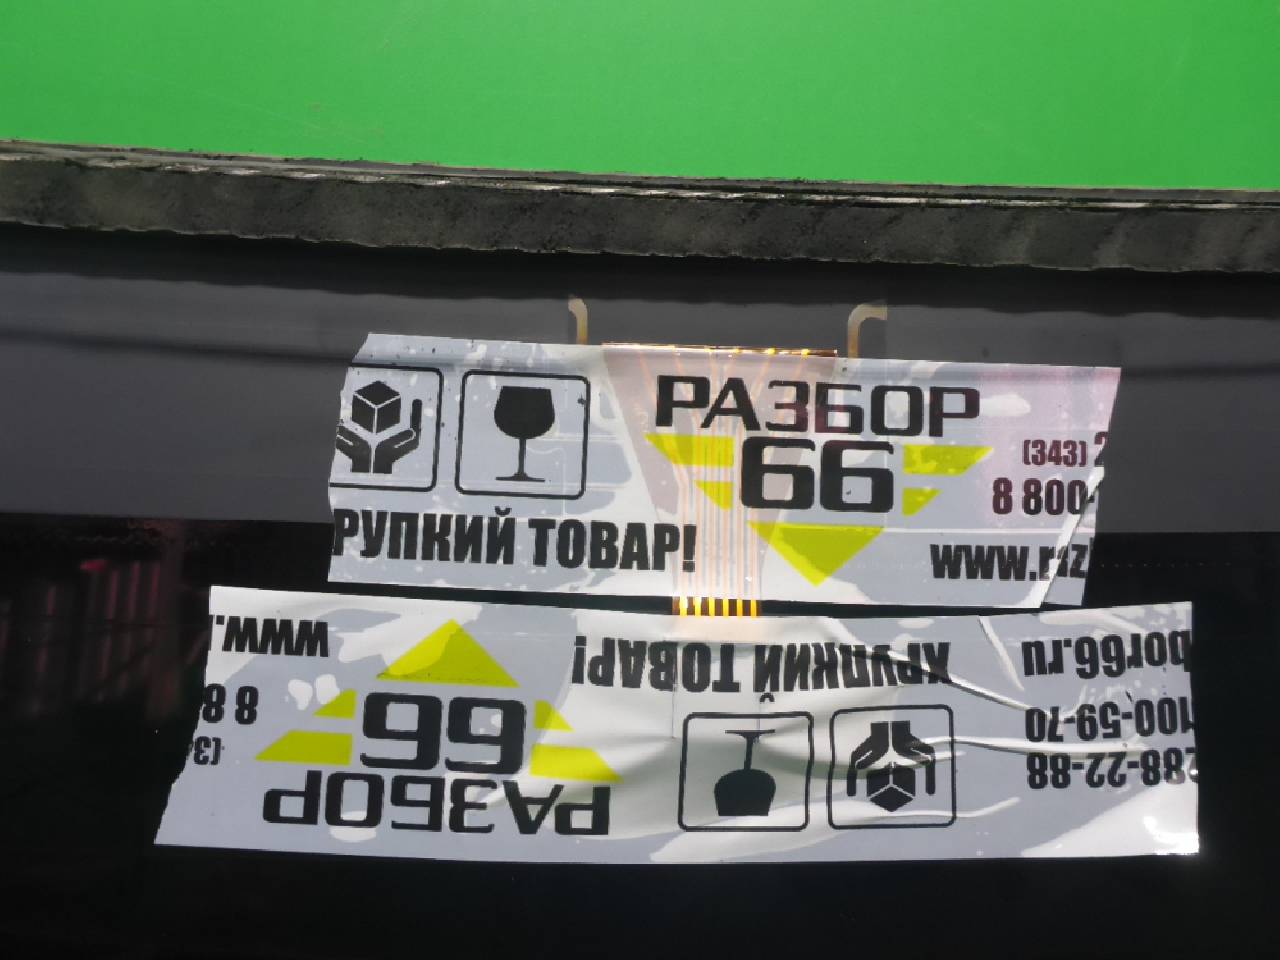 РАЗБОР
66
(343) 2
8 800-
www.raz
РУПКИЙ ТОВАР!
ХРУПКИЙ ТОВАР!
www.
bor66.ru
8 8
100-59-70
(3
288-22-88
66
РАЗБОР